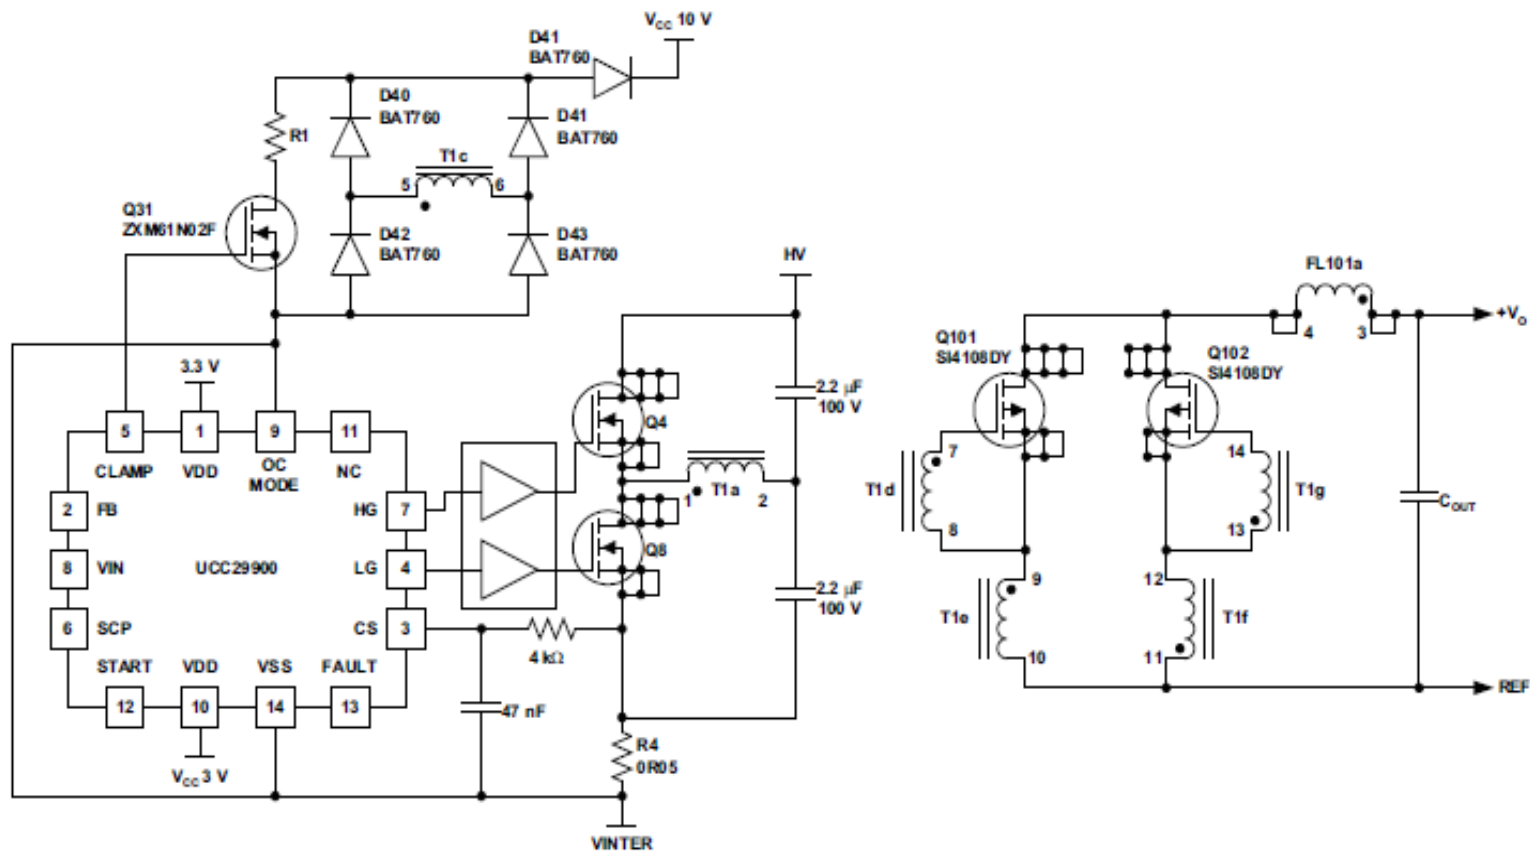 V_CC 10 V
D41
BAT760
D40
BAT760
D41
BAT760
R1
T1c
5
6
Q31
ZXM61N02F
D42
BAT760
D43
BAT760
HV
FL101a
4
3
+V_O
Q101
SI4108DY
Q102
SI4108DY
3.3 V
2.2 µF
100 V
Q4
5
1
9
11
CLAMP
VDD
OC
MODE
NC
7
14
T1d
T1g
8
13
C_OUT
1
T1a
2
2
FB
HG
7
Q8
8
VIN
UCC29900
LG
4
2.2 µF
100 V
9
12
T1e
T1f
10
11
6
SCP
CS
3
4 kΩ
START
VDD
VSS
FAULT
12
10
14
13
47 nF
REF
V_CC 3 V
R4
0R05
VINTER